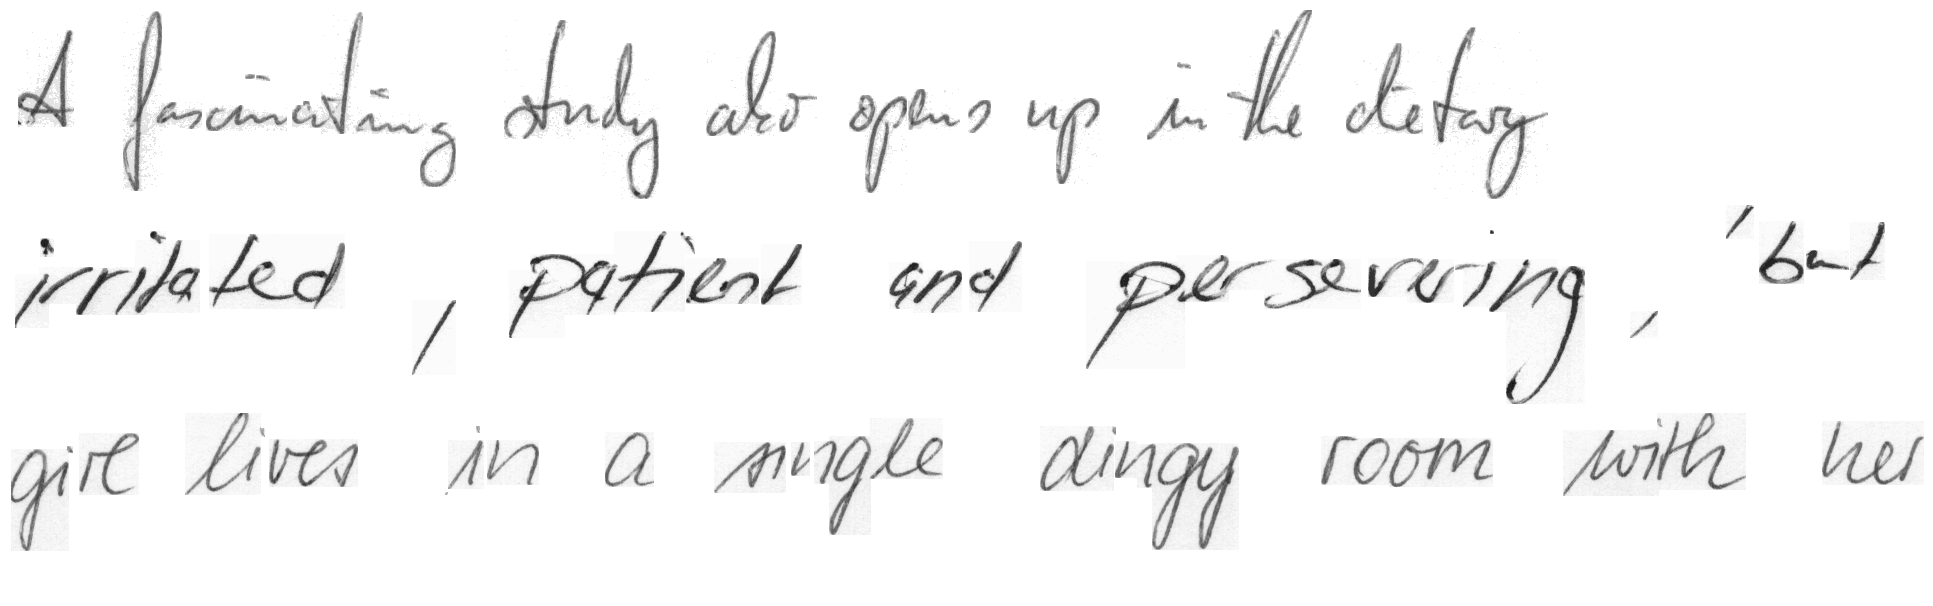 A fascinating study also opens up in the dietary
irritated , patient and persevering , 'but
give lives in a single dingy room with her